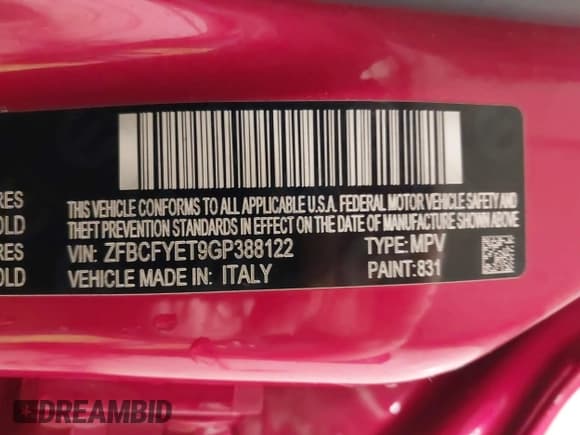 RES
OLD
RES
OLD
THIS VEHICLE CONFORMS TO ALL APPLICABLE U.S.A. FEDERAL MOTOR VEHICLE SAFETY AND
THEFT PREVENTION STANDARDS IN EFFECT ON THE DATE OF MANUFACTURE SHOWN ABOVE.
VIN: ZFBCFYET9GP388122 TYPE: MPV
VEHICLE MADE IN: ITALY PAINT: 831
DREAMBID